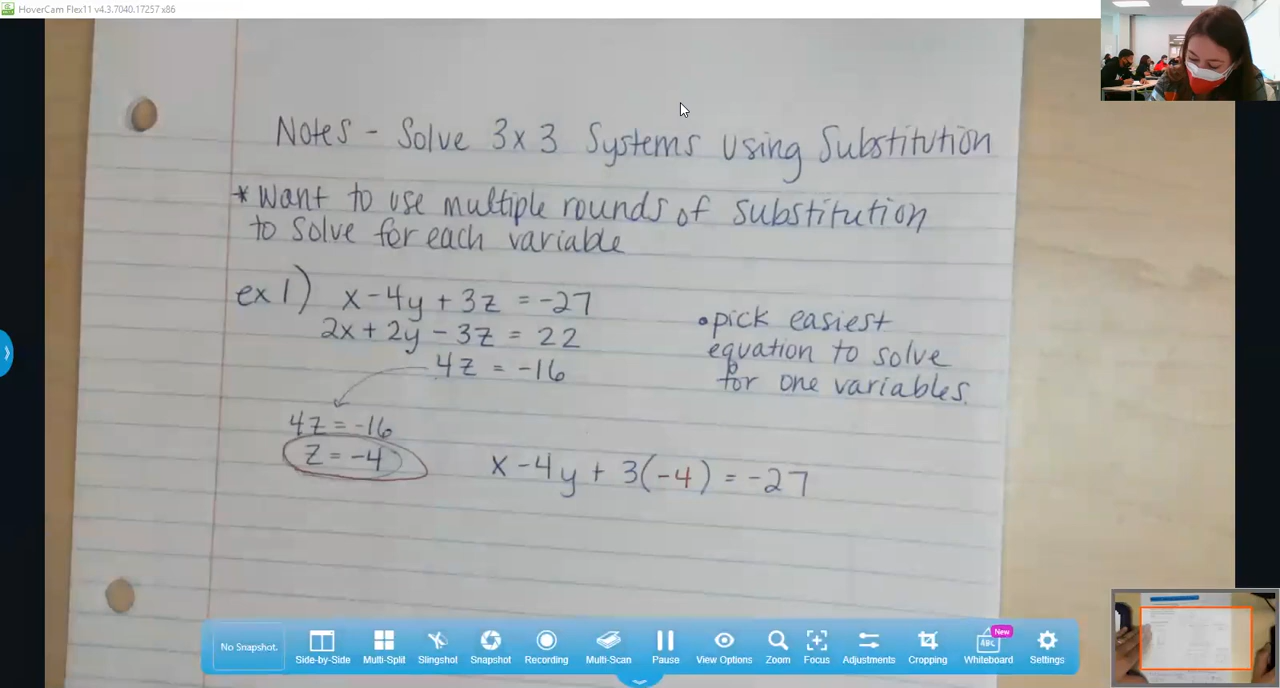 HoverCam Flex11 v4.3.7040.17257 x86
Notes - Solve 3x3 Systems Using Substitution
* Want to use multiple rounds of substitution
to solve for each variable
ex 1) x - 4y + 3z = -27
2x + 2y - 3z = 22
4z = -16
• pick easiest
equation to solve
for one variables.
4z = -16
z = -4
x - 4y + 3(-4) = -27
No Snapshot.
Side-by-Side
Multi-Split
Slingshot
Snapshot
Recording
Multi-Scan
Pause
View Options
Zoom
Focus
Adjustments
Cropping
ABC
New
Whiteboard
Settings